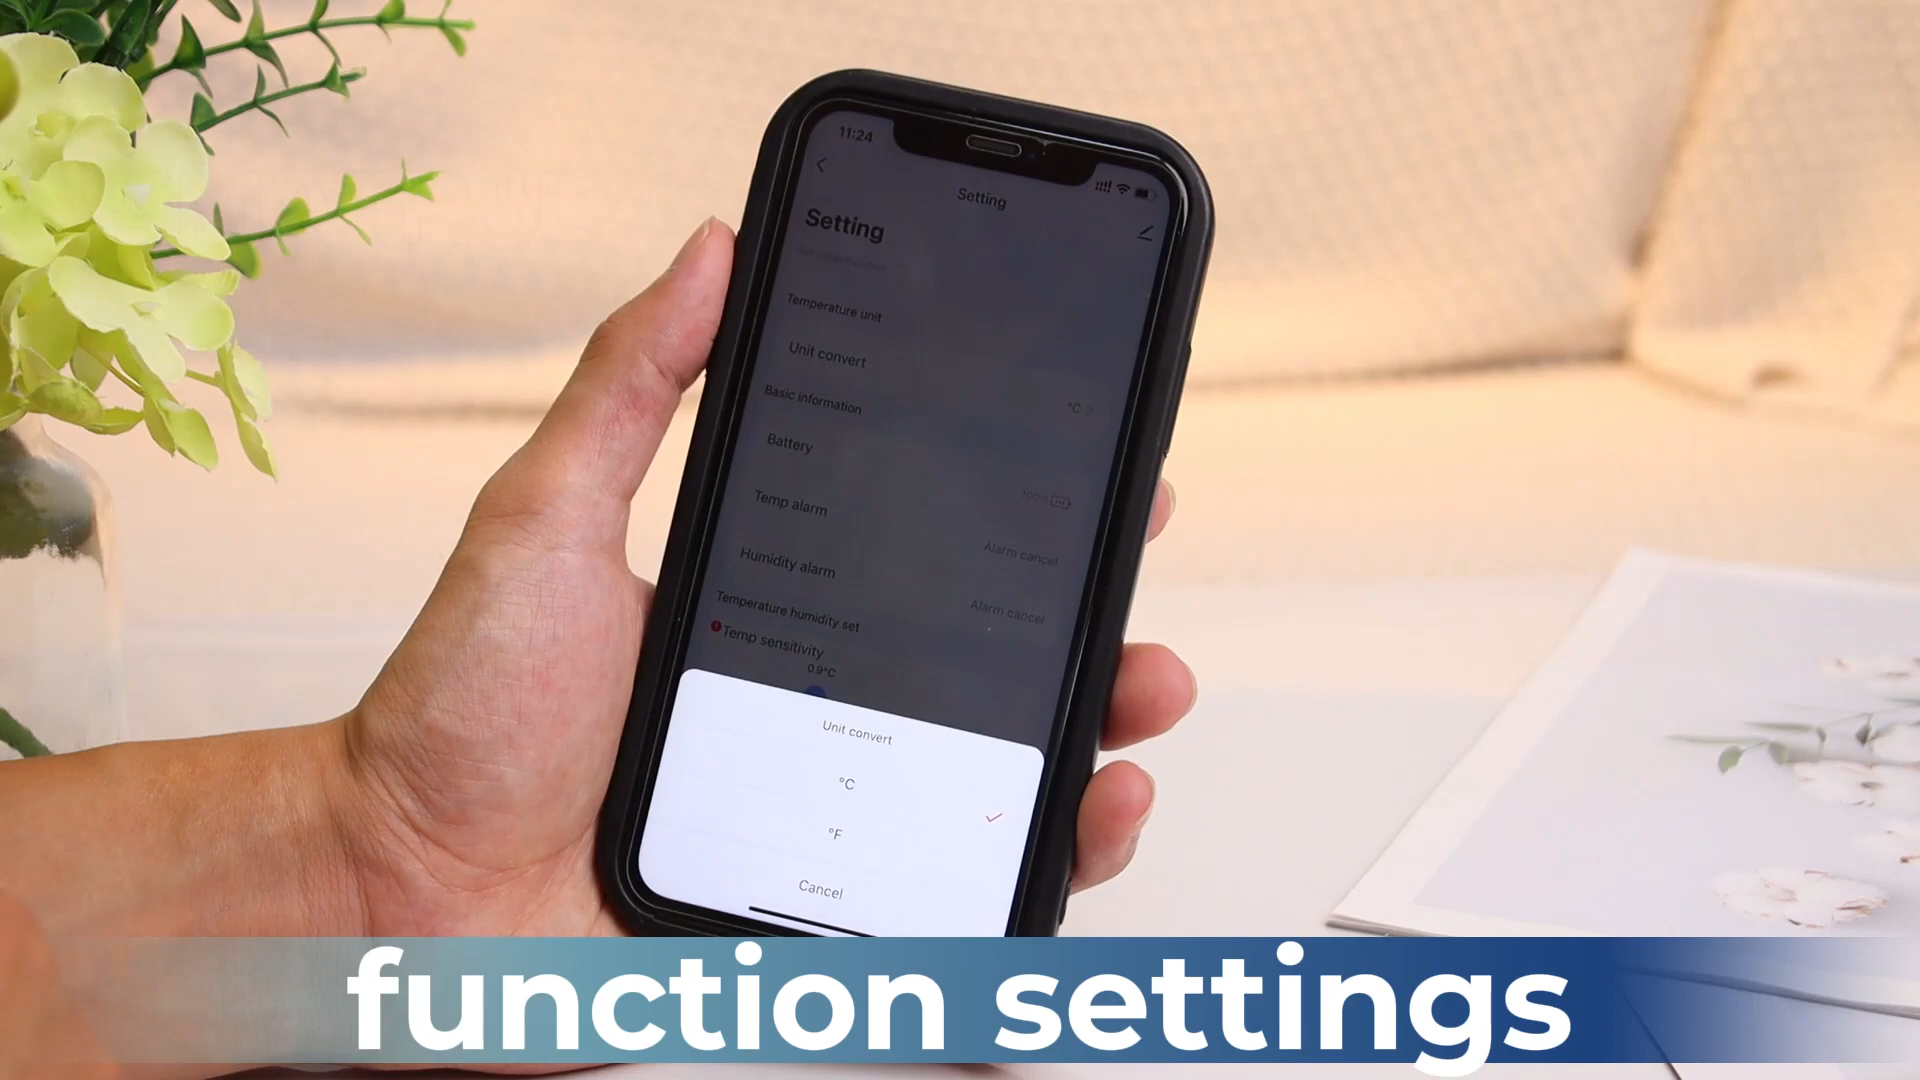 11:24
Setting
Setting
Temperature unit
Unit convert
°C
Basic information
Battery
100%
Temp alarm
Alarm cancel
Humidity alarm
Alarm cancel
Temperature humidity set
Temp sensitivity
0.9°C
Unit convert
°C
°F
Cancel
function settings